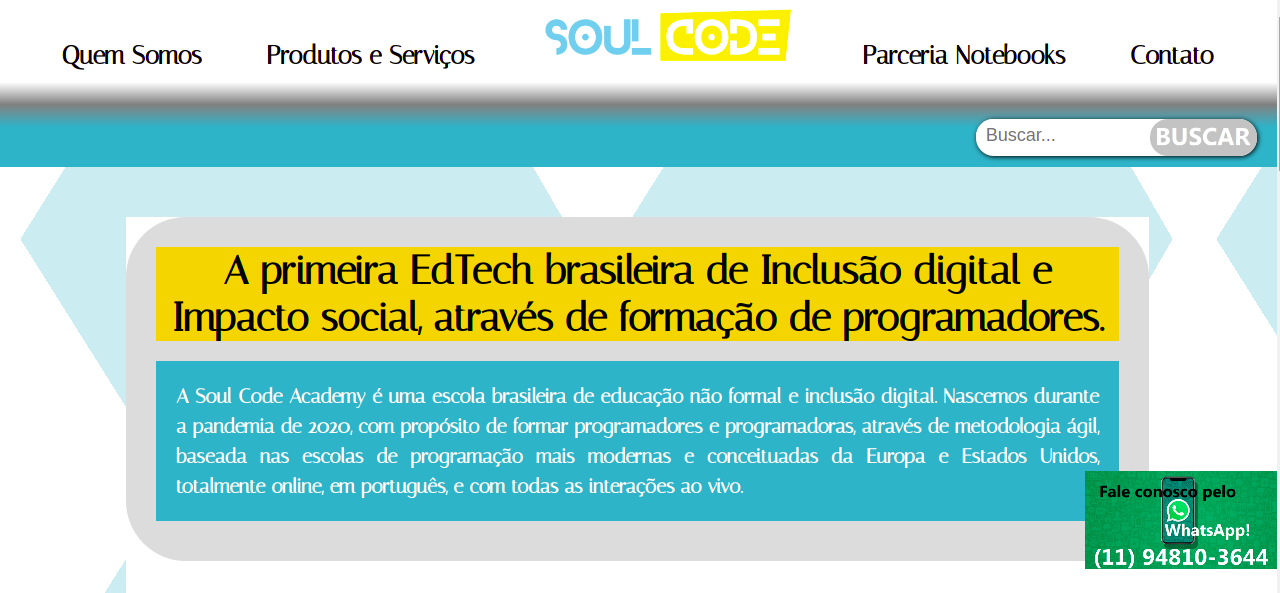 Quem Somos
Produtos e Serviços
SOUL CODE
Parceria Notebooks
Contato
Buscar...
BUSCAR
A primeira EdTech brasileira de Inclusão digital e
Impacto social, através de formação de programadores.
A Soul Code Academy é uma escola brasileira de educação não formal e inclusão digital. Nascemos durante
a pandemia de 2020, com propósito de formar programadores e programadoras, através de metodologia ágil,
baseada nas escolas de programação mais modernas e conceituadas da Europa e Estados Unidos,
totalmente online, em português, e com todas as interações ao vivo.
Fale conosco pelo
WhatsApp!
(11) 94810-3644